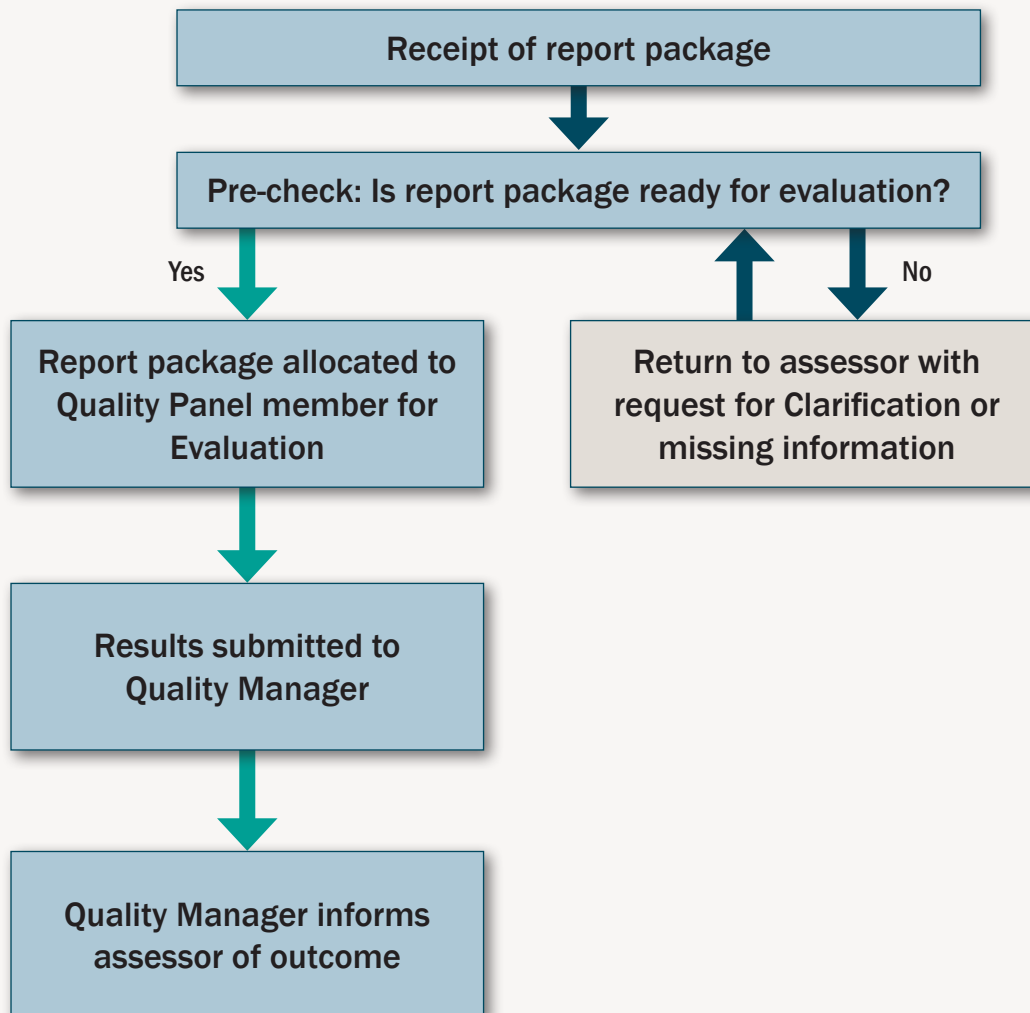 Receipt of report package
Pre-check: Is report package ready for evaluation?
Yes
No
Report package allocated to
Quality Panel member for
Evaluation
Return to assessor with
request for Clarification or
missing information
Results submitted to
Quality Manager
Quality Manager informs
assessor of outcome